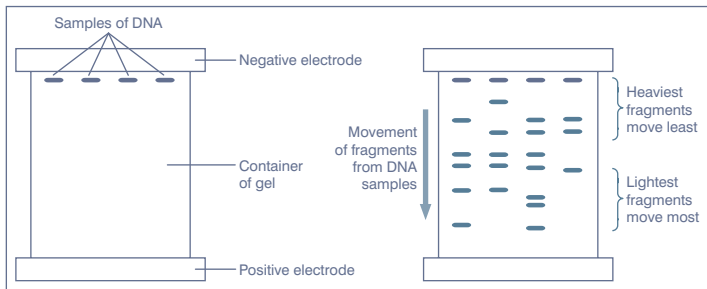 Samples of DNA
Negative electrode
Container
of gel
Positive electrode
Movement
of fragments
from DNA
samples
Heaviest
fragments
move least
Lightest
fragments
move most